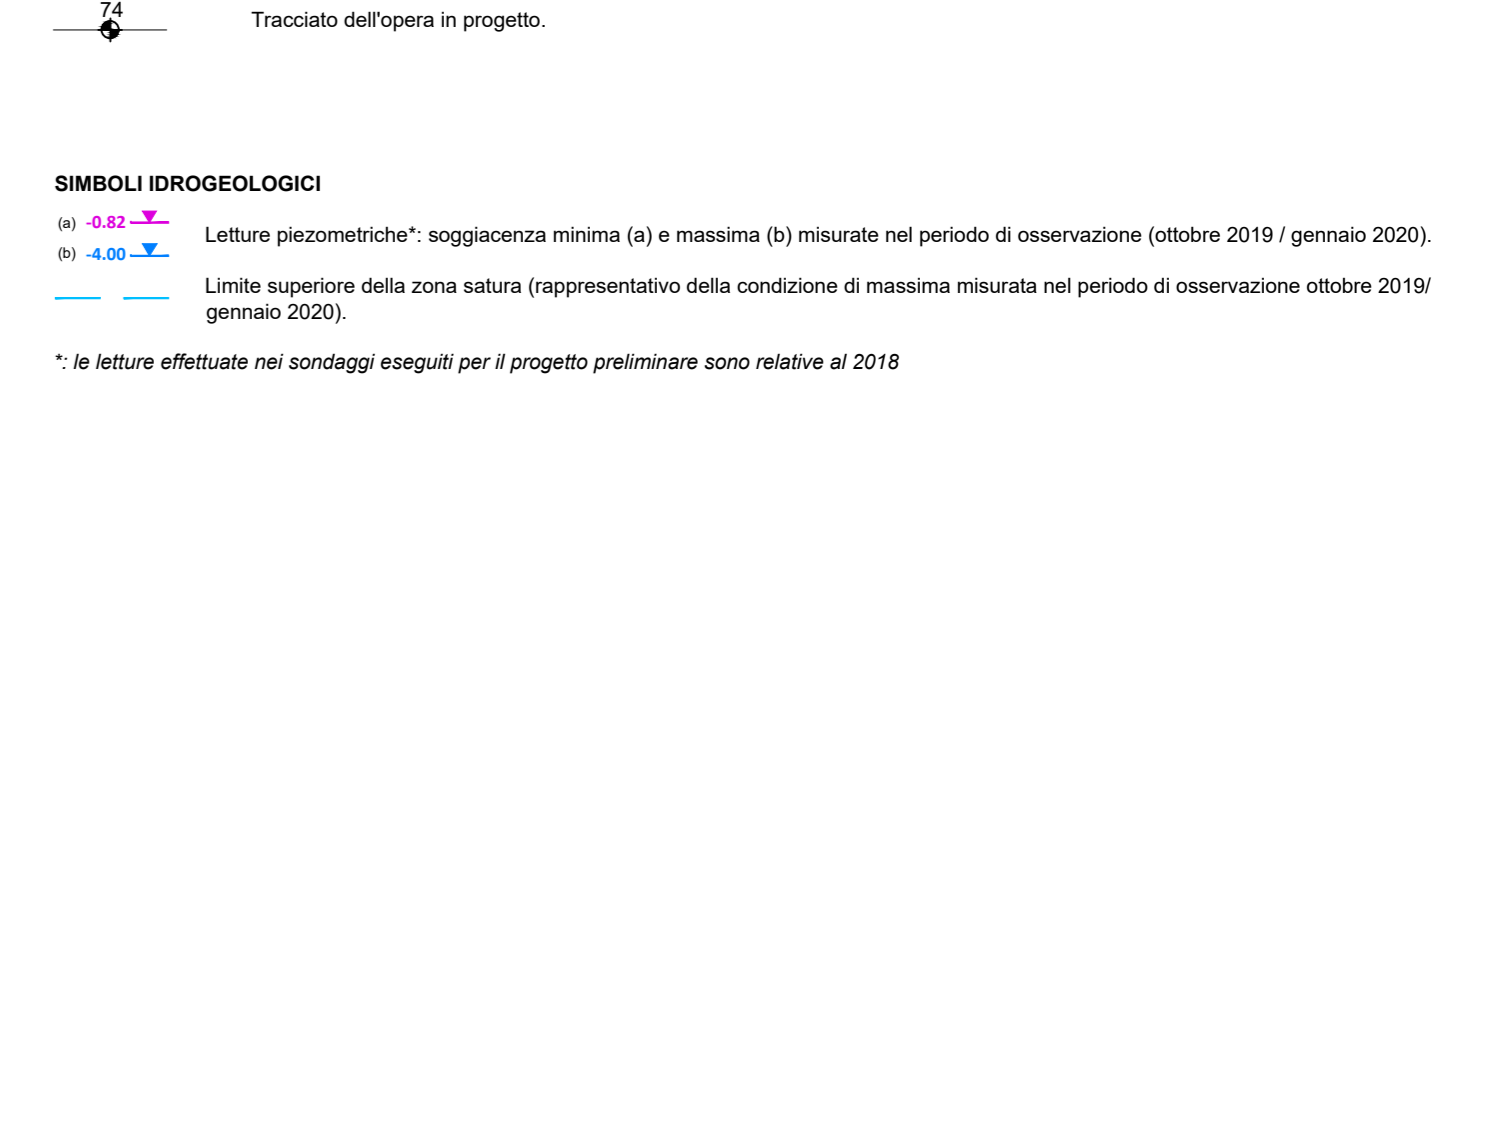 74
Tracciato dell'opera in progetto.
SIMBOLI IDROGEOLOGICI
(a) -0.82
(b) -4.00
Letture piezometriche*: soggiacenza minima (a) e massima (b) misurate nel periodo di osservazione (ottobre 2019 / gennaio 2020).
Limite superiore della zona satura (rappresentativo della condizione di massima misurata nel periodo di osservazione ottobre 2019/
gennaio 2020).
*: le letture effettuate nei sondaggi eseguiti per il progetto preliminare sono relative al 2018